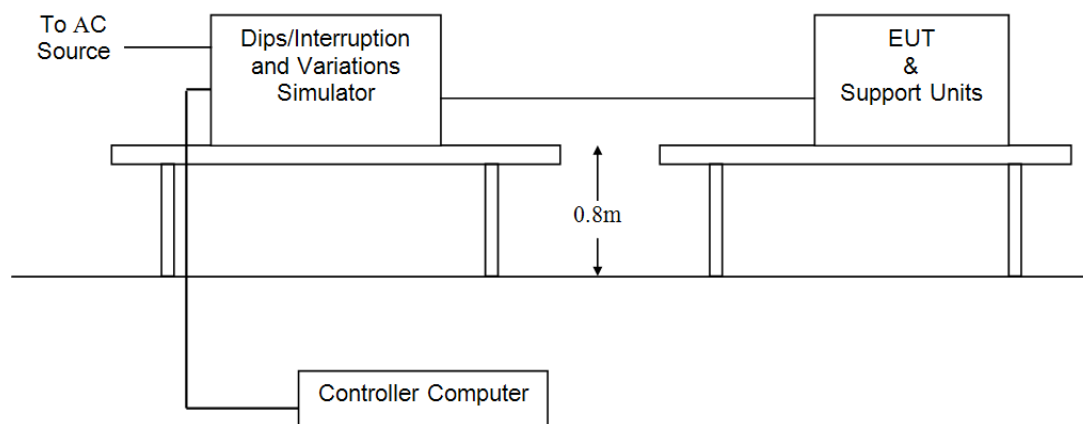 To AC
Source
Dips/Interruption
and Variations
Simulator
EUT
&
Support Units
0.8m
Controller Computer